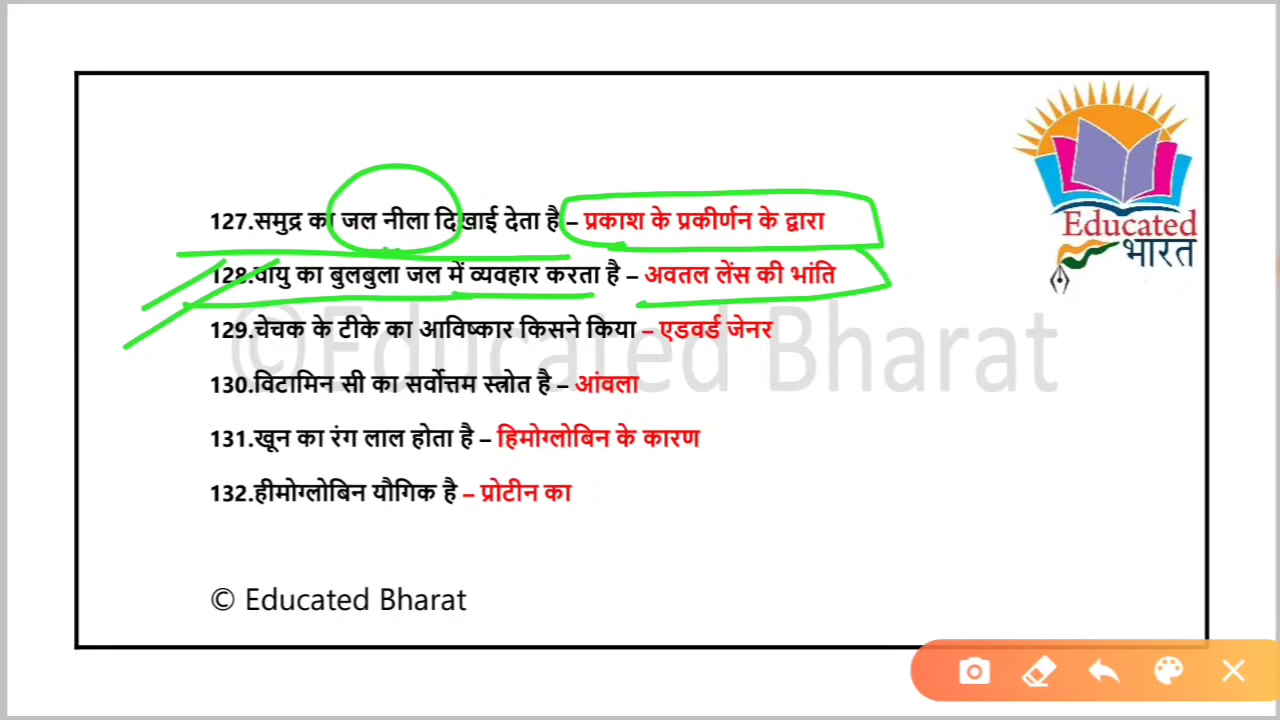 Educated
भारत
127.समुद्र का जल नीला दिखाई देता है – प्रकाश के प्रकीर्णन के द्वारा
128.वायु का बुलबुला जल में व्यवहार करता है – अवतल लेंस की भांति
129.चेचक के टीके का आविष्कार किसने किया – एडवर्ड जेनर
130.विटामिन सी का सर्वोत्तम स्त्रोत है – आंवला
131.खून का रंग लाल होता है – हिमोग्लोबिन के कारण
132.हीमोग्लोबिन यौगिक है – प्रोटीन का
©Educated Bharat
© Educated Bharat